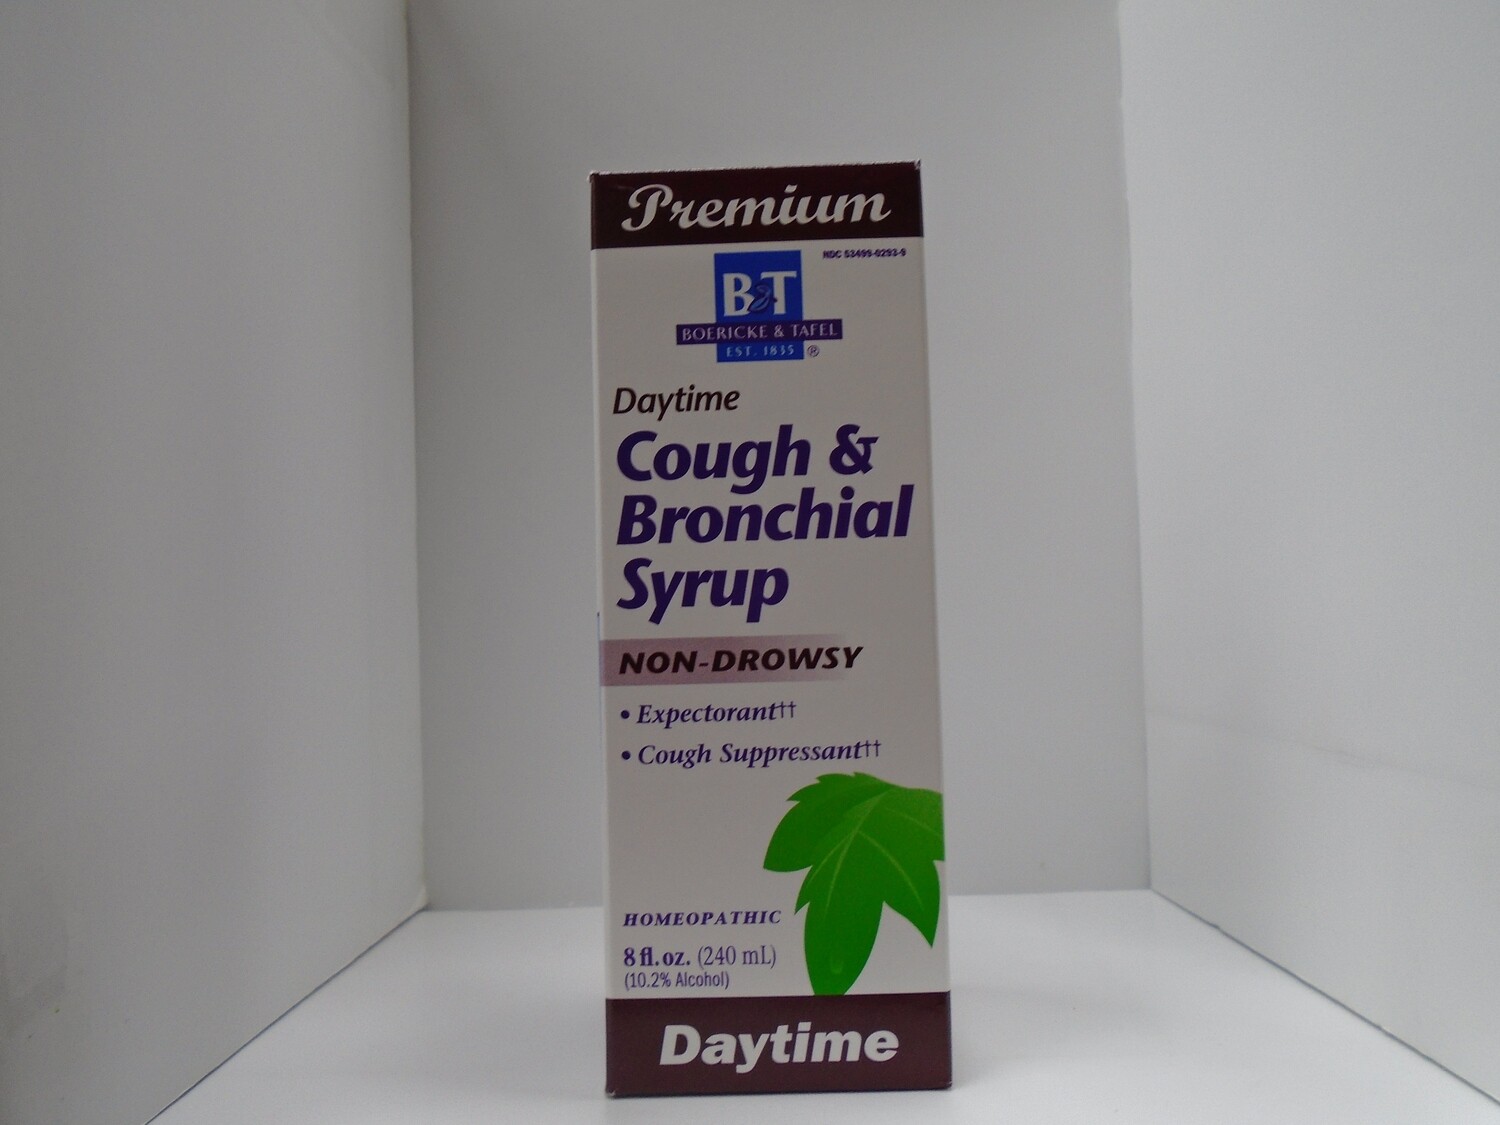 Premium
NDC 53499-0293-9
B&T
BOERICKE & TAFEL
EST. 1835 ®
Daytime
Cough &
Bronchial
Syrup
NON-DROWSY
• Expectorant††
• Cough Suppressant††
HOMEOPATHIC
8 fl. oz. (240 mL)
(10.2% Alcohol)
Daytime